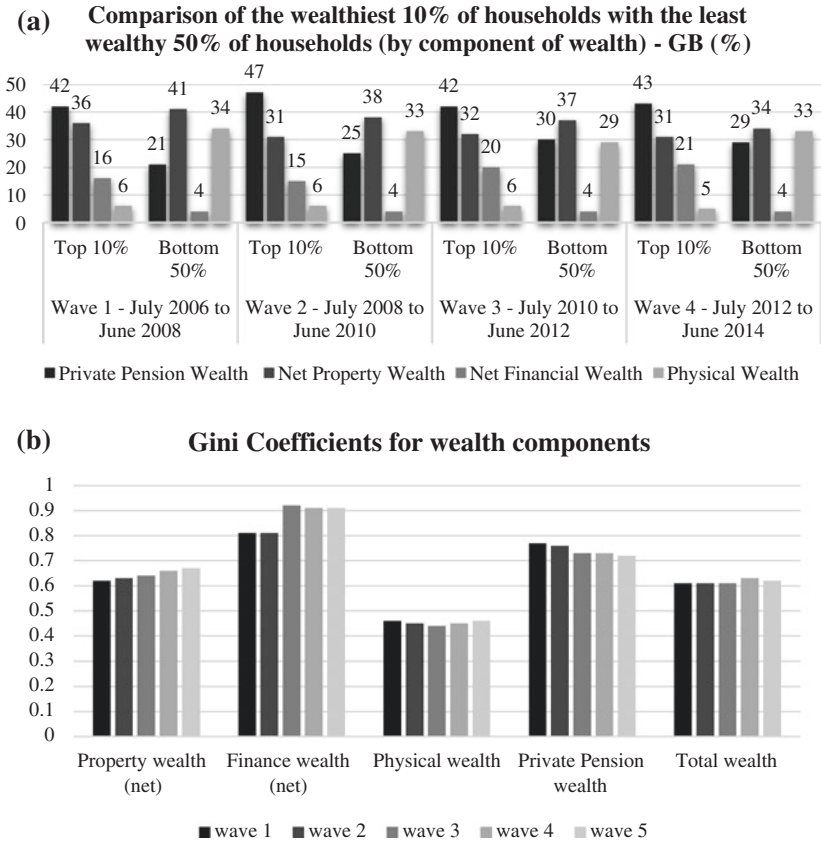 (a) Comparison of the wealthiest 10% of households with the least
wealthy 50% of households (by component of wealth) - GB (%)
50
40
30
20
10
0
42 36 16 6 21 41 4 34
47 31 15 6 25 38 4 33
42 32 20 6 30 37 4 29
43 31 21 5 29 34 4 33
Top 10% Bottom 50% Top 10% Bottom 50% Top 10% Bottom 50% Top 10% Bottom 50%
Wave 1 - July 2006 to June 2008
Wave 2 - July 2008 to June 2010
Wave 3 - July 2010 to June 2012
Wave 4 - July 2012 to June 2014
Private Pension Wealth Net Property Wealth Net Financial Wealth Physical Wealth
(b) Gini Coefficients for wealth components
1
0.9
0.8
0.7
0.6
0.5
0.4
0.3
0.2
0.1
0
Property wealth (net)
Finance wealth (net)
Physical wealth
Private Pension wealth
Total wealth
wave 1 wave 2 wave 3 wave 4 wave 5